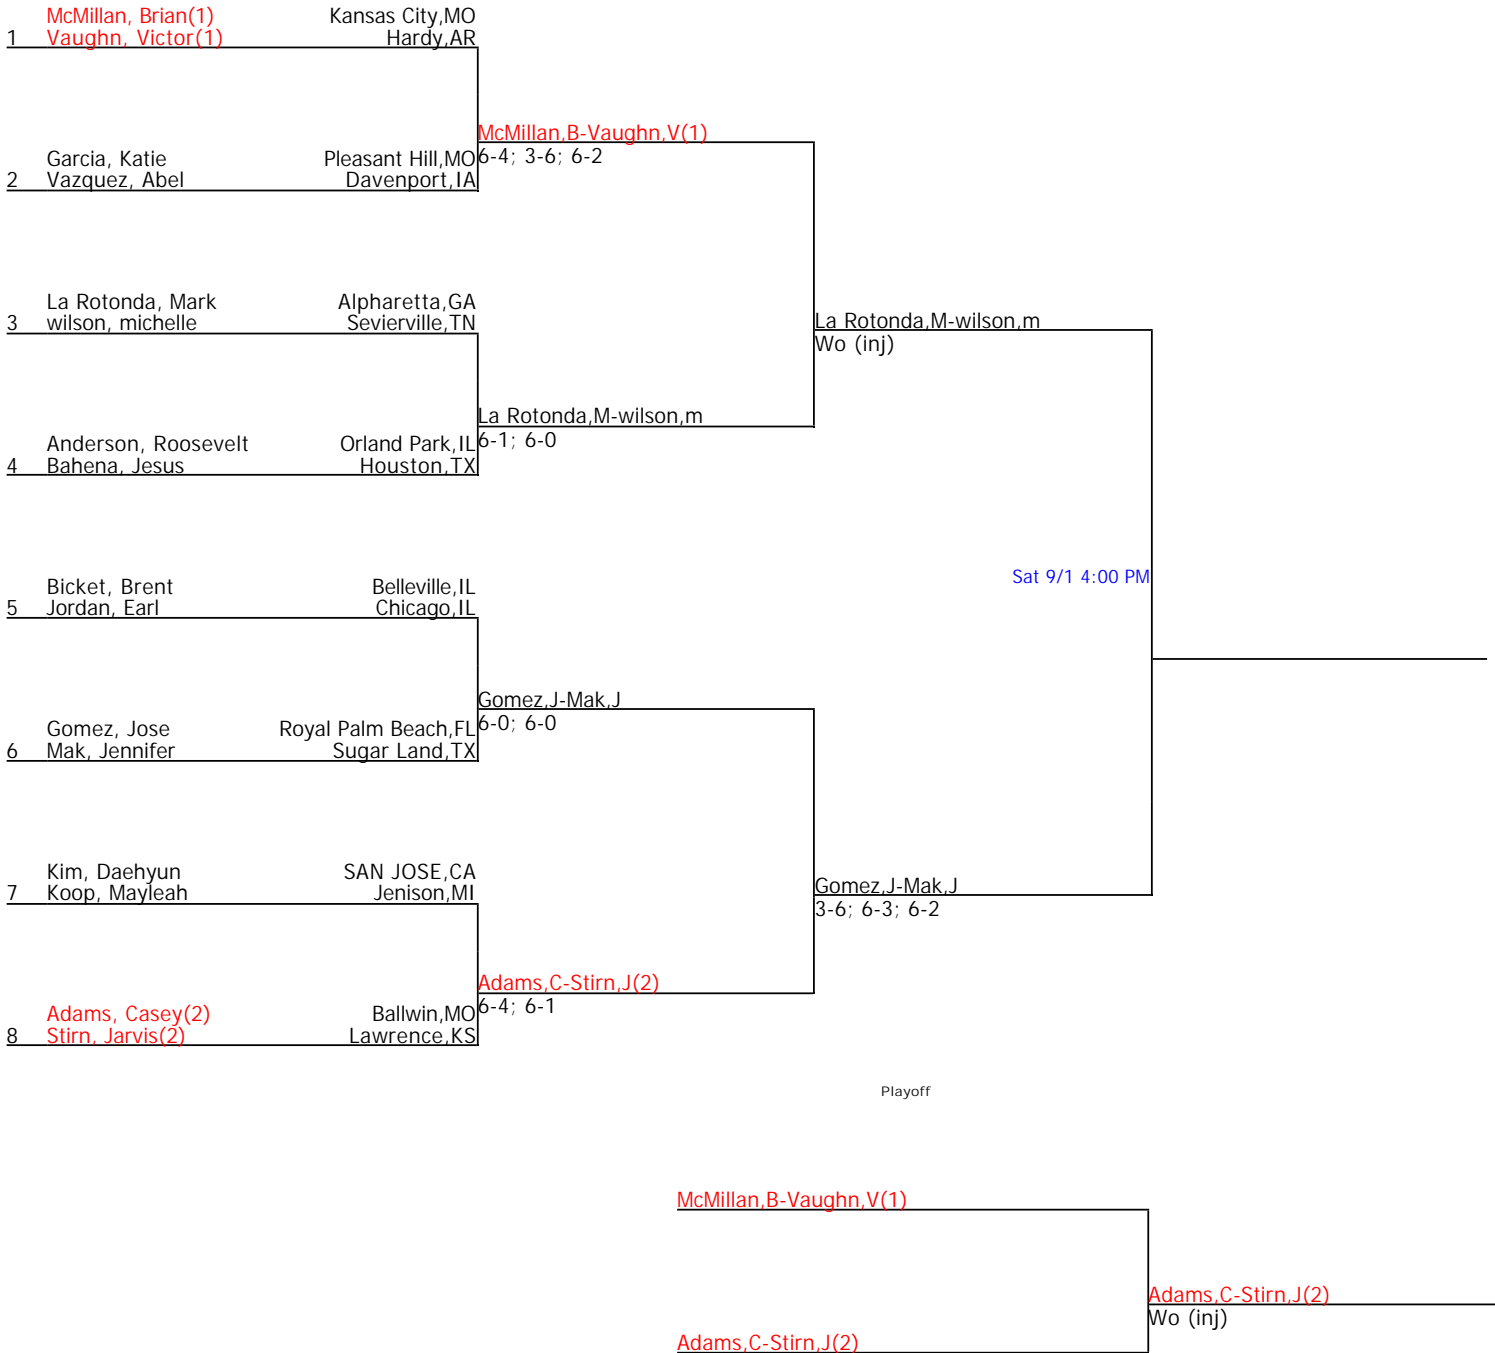 McMillan, Brian(1) Kansas City,MO
1 Vaughn, Victor(1) Hardy,AR
McMillan,B-Vaughn,V(1)
6-4; 3-6; 6-2
Garcia, Katie Pleasant Hill,MO
2 Vazquez, Abel Davenport,IA
La Rotonda, Mark Alpharetta,GA
3 wilson, michelle Sevierville,TN
La Rotonda,M-wilson,m
Wo (inj)
La Rotonda,M-wilson,m
6-1; 6-0
Anderson, Roosevelt Orland Park,IL
4 Bahena, Jesus Houston,TX
Sat 9/1 4:00 PM
Bicket, Brent Belleville,IL
5 Jordan, Earl Chicago,IL
Gomez,J-Mak,J
6-0; 6-0
Gomez, Jose Royal Palm Beach,FL
6 Mak, Jennifer Sugar Land,TX
Kim, Daehyun SAN JOSE,CA
7 Koop, Mayleah Jenison,MI
Gomez,J-Mak,J
3-6; 6-3; 6-2
Adams,C-Stirn,J(2)
6-4; 6-1
Adams, Casey(2) Ballwin,MO
8 Stirn, Jarvis(2) Lawrence,KS
Playoff
McMillan,B-Vaughn,V(1)
Adams,C-Stirn,J(2)
Wo (inj)
Adams,C-Stirn,J(2)